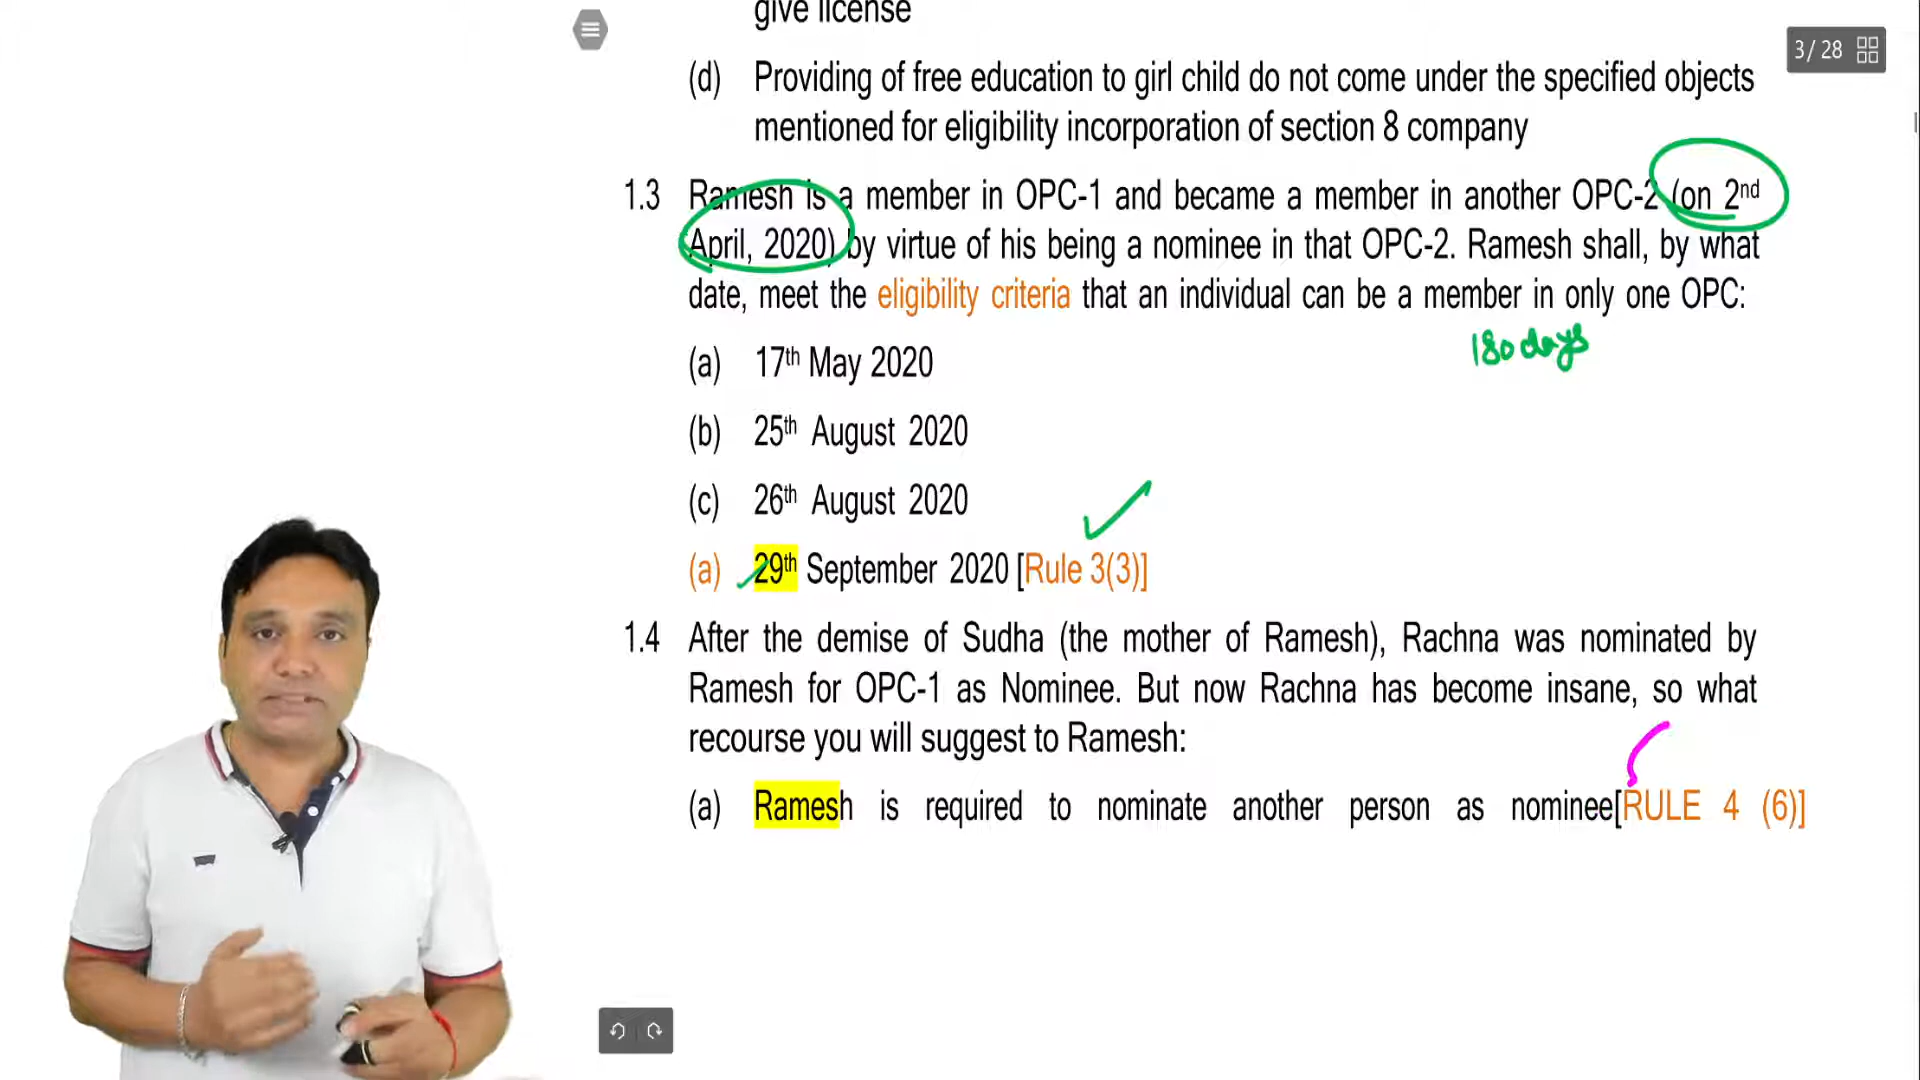 give license
3 / 28
(d) Providing of free education to girl child do not come under the specified objects
mentioned for eligibility incorporation of section 8 company
1.3 Ramesh is a member in OPC-1 and became a member in another OPC-2 (on 2nd
April, 2020) by virtue of his being a nominee in that OPC-2. Ramesh shall, by what
date, meet the eligibility criteria that an individual can be a member in only one OPC:
180 days
(a) 17th May 2020
(b) 25th August 2020
(c) 26th August 2020
(a) 29th September 2020 [Rule 3(3)]
1.4 After the demise of Sudha (the mother of Ramesh), Rachna was nominated by
Ramesh for OPC-1 as Nominee. But now Rachna has become insane, so what
recourse you will suggest to Ramesh:
(a) Ramesh is required to nominate another person as nominee[RULE 4 (6)]